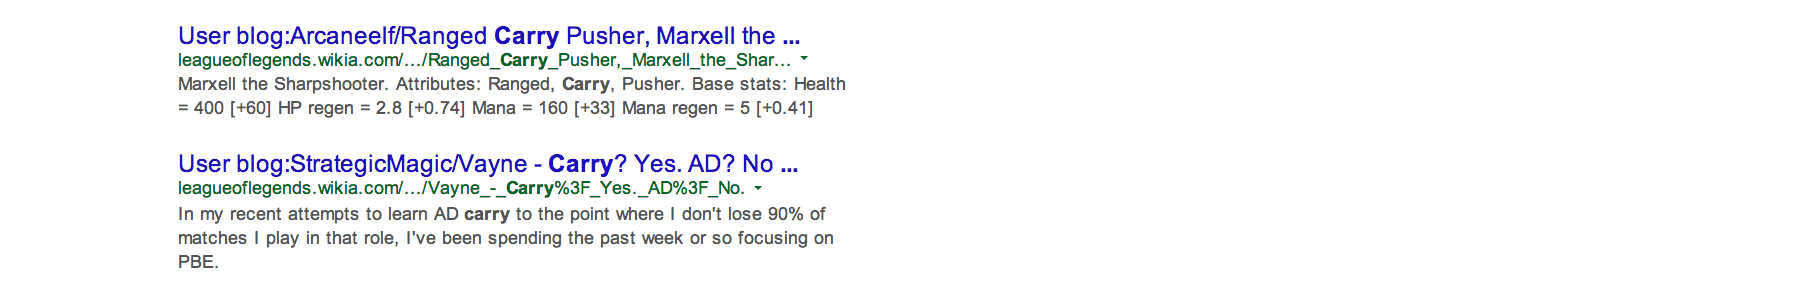 User blog:Arcaneelf/Ranged Carry Pusher, Marxell the ...
leagueoflegends.wikia.com/.../Ranged_Carry_Pusher,_Marxell_the_Shar...
Marxell the Sharpshooter. Attributes: Ranged, Carry, Pusher. Base stats: Health
= 400 [+60] HP regen = 2.8 [+0.74] Mana = 160 [+33] Mana regen = 5 [+0.41]
User blog:StrategicMagic/Vayne - Carry? Yes. AD? No ...
leagueoflegends.wikia.com/.../Vayne_-_Carry%3F_Yes._AD%3F_No.
In my recent attempts to learn AD carry to the point where I don't lose 90% of
matches I play in that role, I've been spending the past week or so focusing on
PBE.